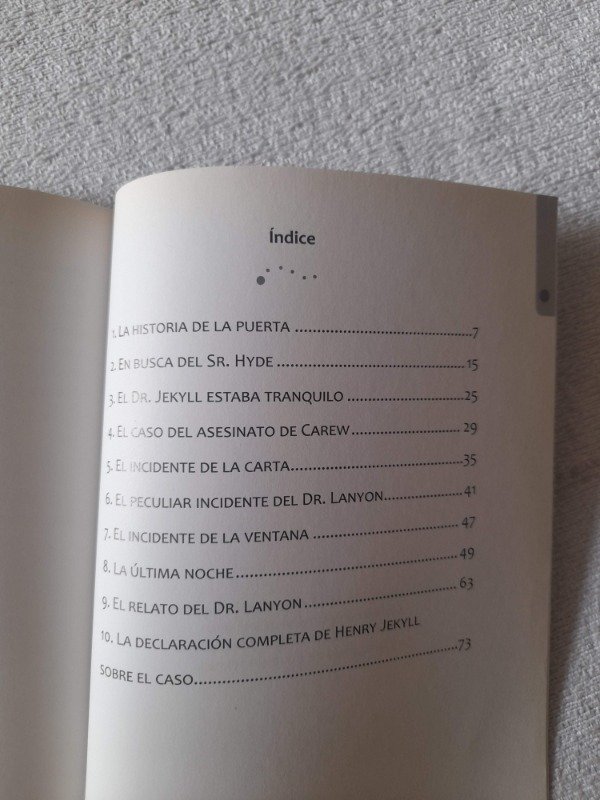 Índice
1. La historia de la puerta ........................................7
2. En busca del Sr. Hyde ........................................ 15
3. El Dr. Jekyll estaba tranquilo ........................25
4. El caso del asesinato de Carew...................... 29
5. El incidente de la carta.....................................35
6. El peculiar incidente del Dr. Lanyon............... 41
7. El incidente de la ventana ............................... 47
8. La última noche ............................................... 49
9. El relato del Dr. Lanyon ................................ 63
10. La declaración completa de Henry Jekyll
sobre el caso.......................................................73